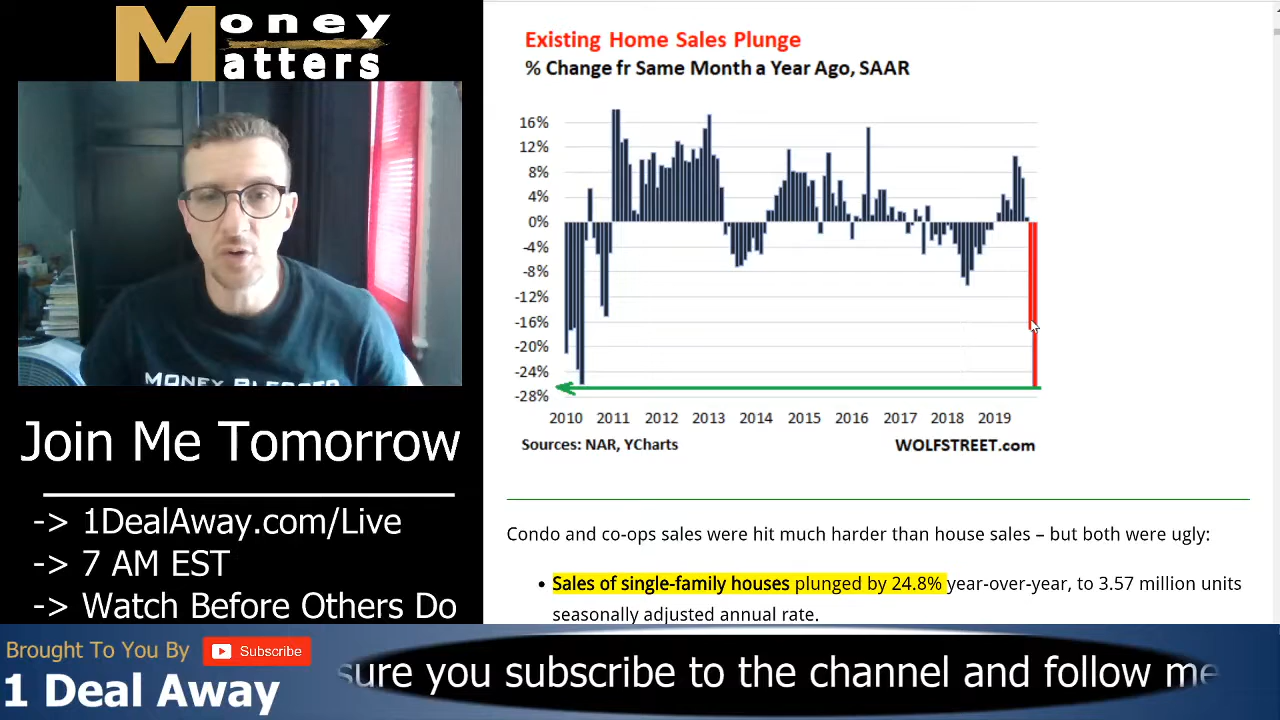 Money
Matters
MONEY
Join Me Tomorrow
-> 1DealAway.com/Live
-> 7 AM EST
-> Watch Before Others Do
Existing Home Sales Plunge
% Change fr Same Month a Year Ago, SAAR
16%
12%
8%
4%
0%
-4%
-8%
-12%
-16%
-20%
-24%
-28%
2010 2011 2012 2013 2014 2015 2016 2017 2018 2019
Sources: NAR, YCharts WOLFSTREET.com
Condo and co-ops sales were hit much harder than house sales – but both were ugly:
• Sales of single-family houses plunged by 24.8% year-over-year, to 3.57 million units
seasonally adjusted annual rate.
Brought To You By Subscribe
1 Deal Away
sure you subscribe to the channel and follow me